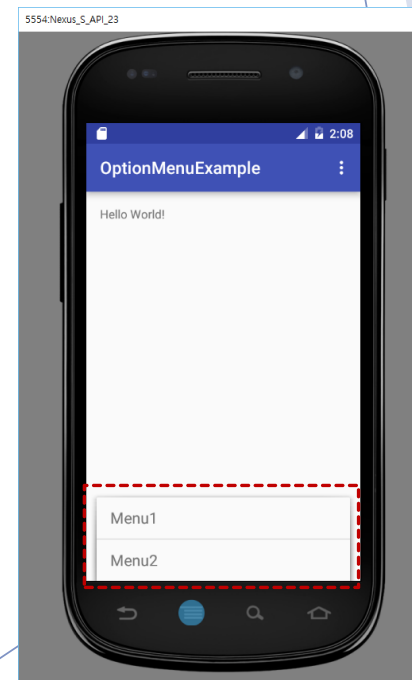 5554:Nexus_S_API_23
2:08
OptionMenuExample
Hello World!
Menu1
Menu2